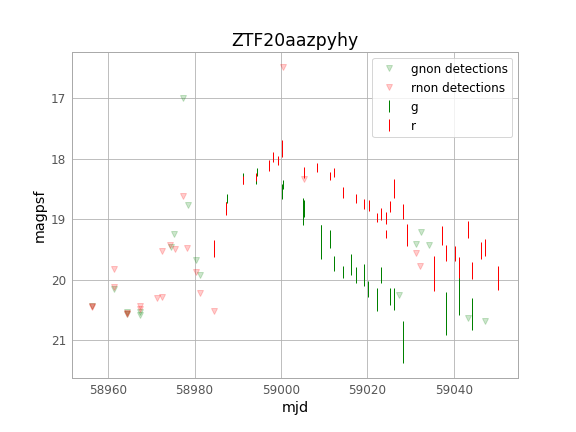 ZTF20aazpyhy
gnon detections
rnon detections
g
r
17
18
19
20
21
magpsf
58960
58980
59000
59020
59040
mjd